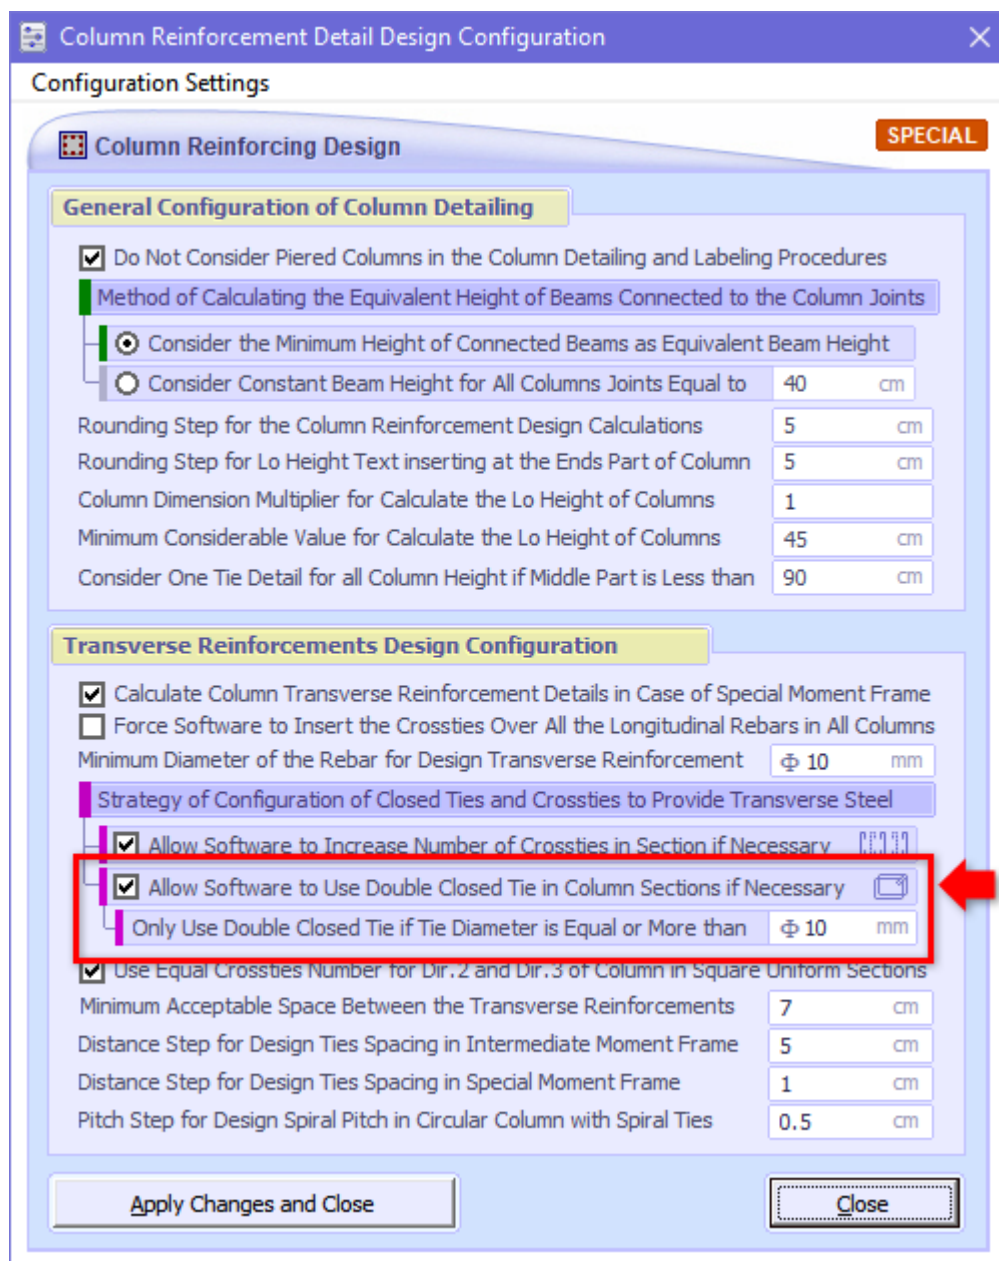 Column Reinforcement Detail Design Configuration
Configuration Settings
Column Reinforcing Design
SPECIAL
General Configuration of Column Detailing
Do Not Consider Piered Columns in the Column Detailing and Labeling Procedures
Method of Calculating the Equivalent Height of Beams Connected to the Column Joints
Consider the Minimum Height of Connected Beams as Equivalent Beam Height
Consider Constant Beam Height for All Columns Joints Equal to 40 cm
Rounding Step for the Column Reinforcement Design Calculations 5 cm
Rounding Step for Lo Height Text inserting at the Ends Part of Column 5 cm
Column Dimension Multiplier for Calculate the Lo Height of Columns 1
Minimum Considerable Value for Calculate the Lo Height of Columns 45 cm
Consider One Tie Detail for all Column Height if Middle Part is Less than 90 cm
Transverse Reinforcements Design Configuration
Calculate Column Transverse Reinforcement Details in Case of Special Moment Frame
Force Software to Insert the Crossties Over All the Longitudinal Rebars in All Columns
Minimum Diameter of the Rebar for Design Transverse Reinforcement Φ 10 mm
Strategy of Configuration of Closed Ties and Crossties to Provide Transverse Steel
Allow Software to Increase Number of Crossties in Section if Necessary
Allow Software to Use Double Closed Tie in Column Sections if Necessary
Only Use Double Closed Tie if Tie Diameter is Equal or More than Φ 10 mm
Use Equal Crossties Number for Dir.2 and Dir.3 of Column in Square Uniform Sections
Minimum Acceptable Space Between the Transverse Reinforcements 7 cm
Distance Step for Design Ties Spacing in Intermediate Moment Frame 5 cm
Distance Step for Design Ties Spacing in Special Moment Frame 1 cm
Pitch Step for Design Spiral Pitch in Circular Column with Spiral Ties 0.5 cm
Apply Changes and Close
Close